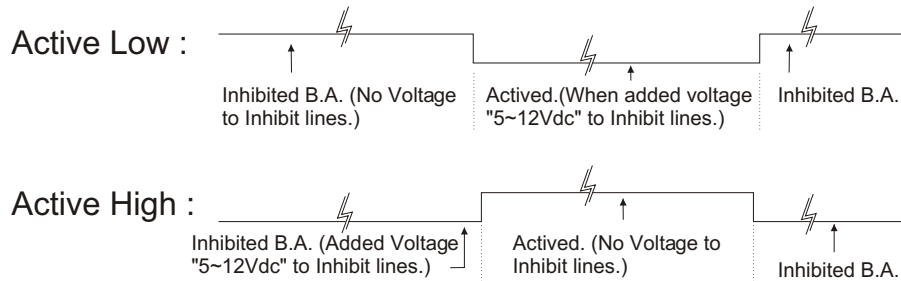 Active Low :
Inhibited B.A. (No Voltage
to Inhibit lines.)
Actived.(When added voltage
"5~12Vdc" to Inhibit lines.)
Inhibited B.A.
Active High :
Inhibited B.A. (Added Voltage
"5~12Vdc" to Inhibit lines.)
Actived. (No Voltage to
Inhibit lines.)
Inhibited B.A.